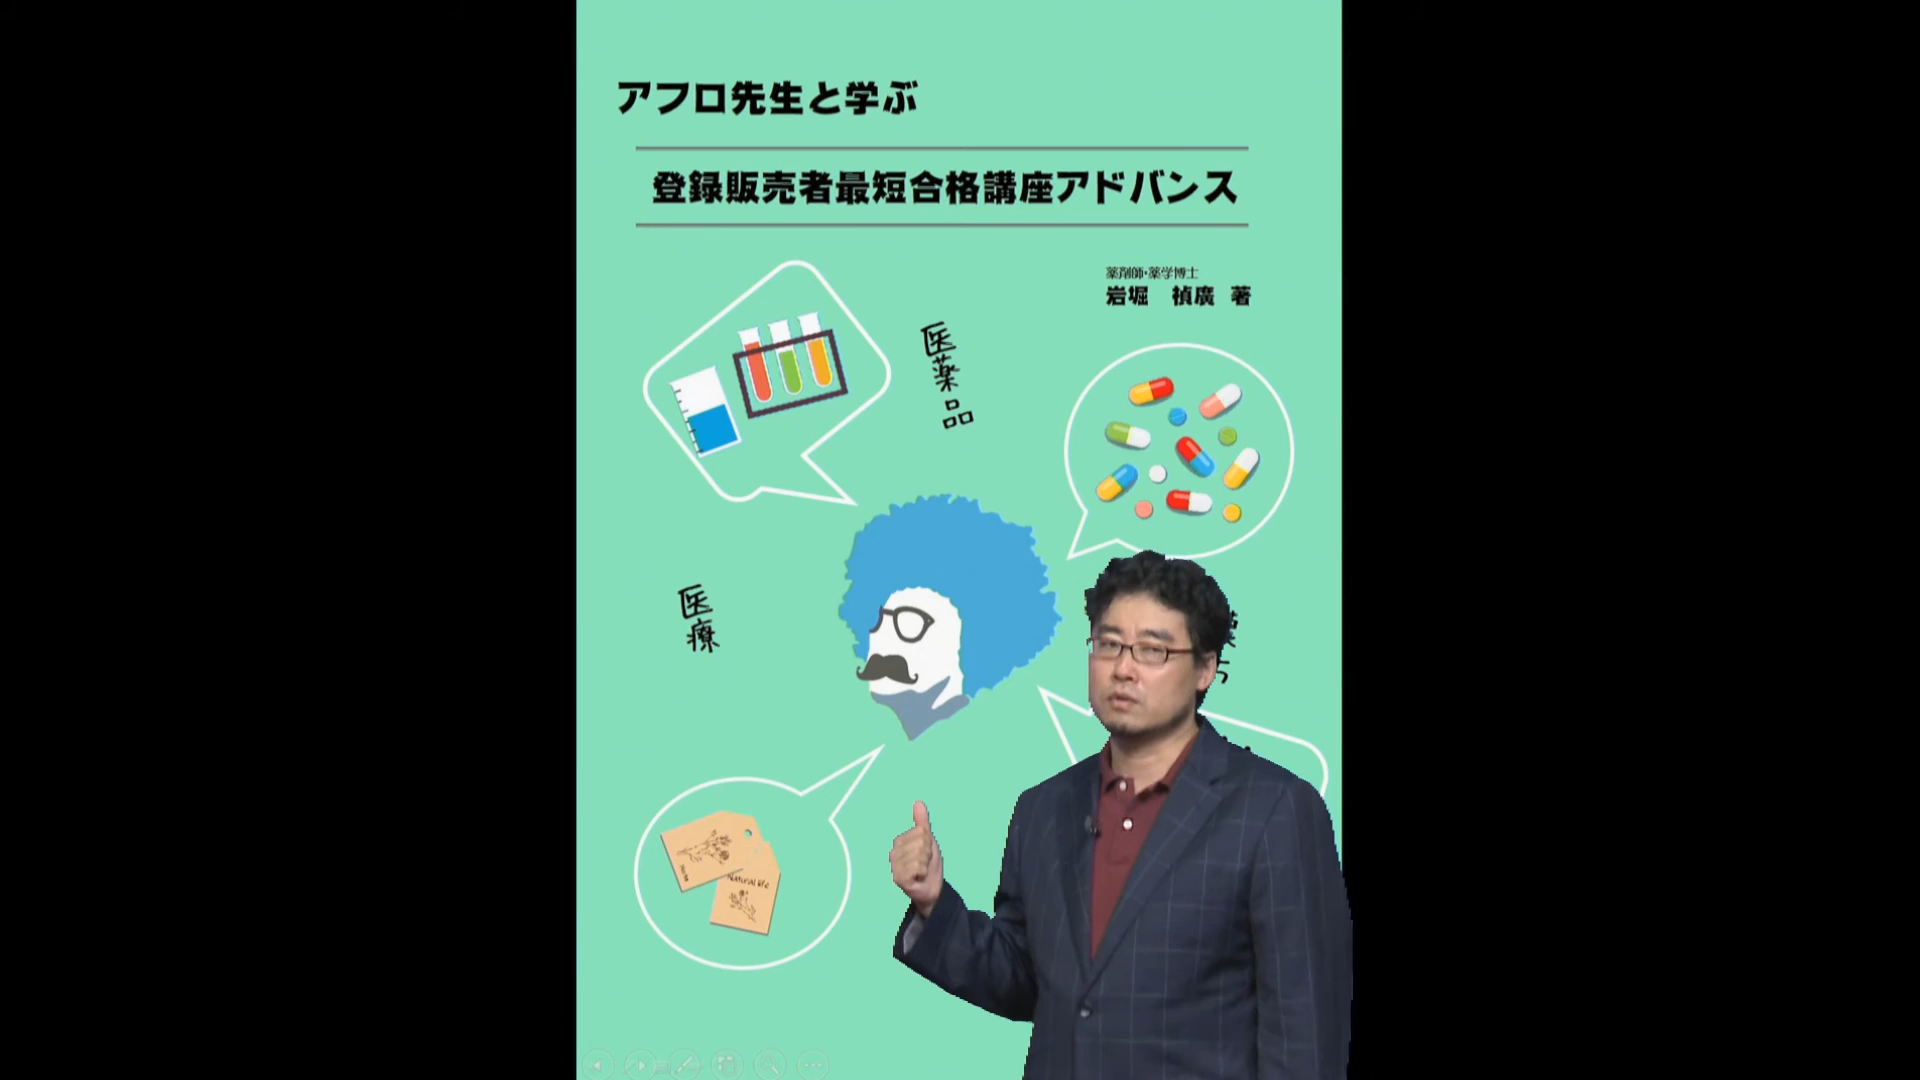 アフロ先生と学ぶ
登録販売者最短合格講座アドバンス
薬剤師・薬学博士
岩堀 禎廣 著
医薬品
医療
Natural life